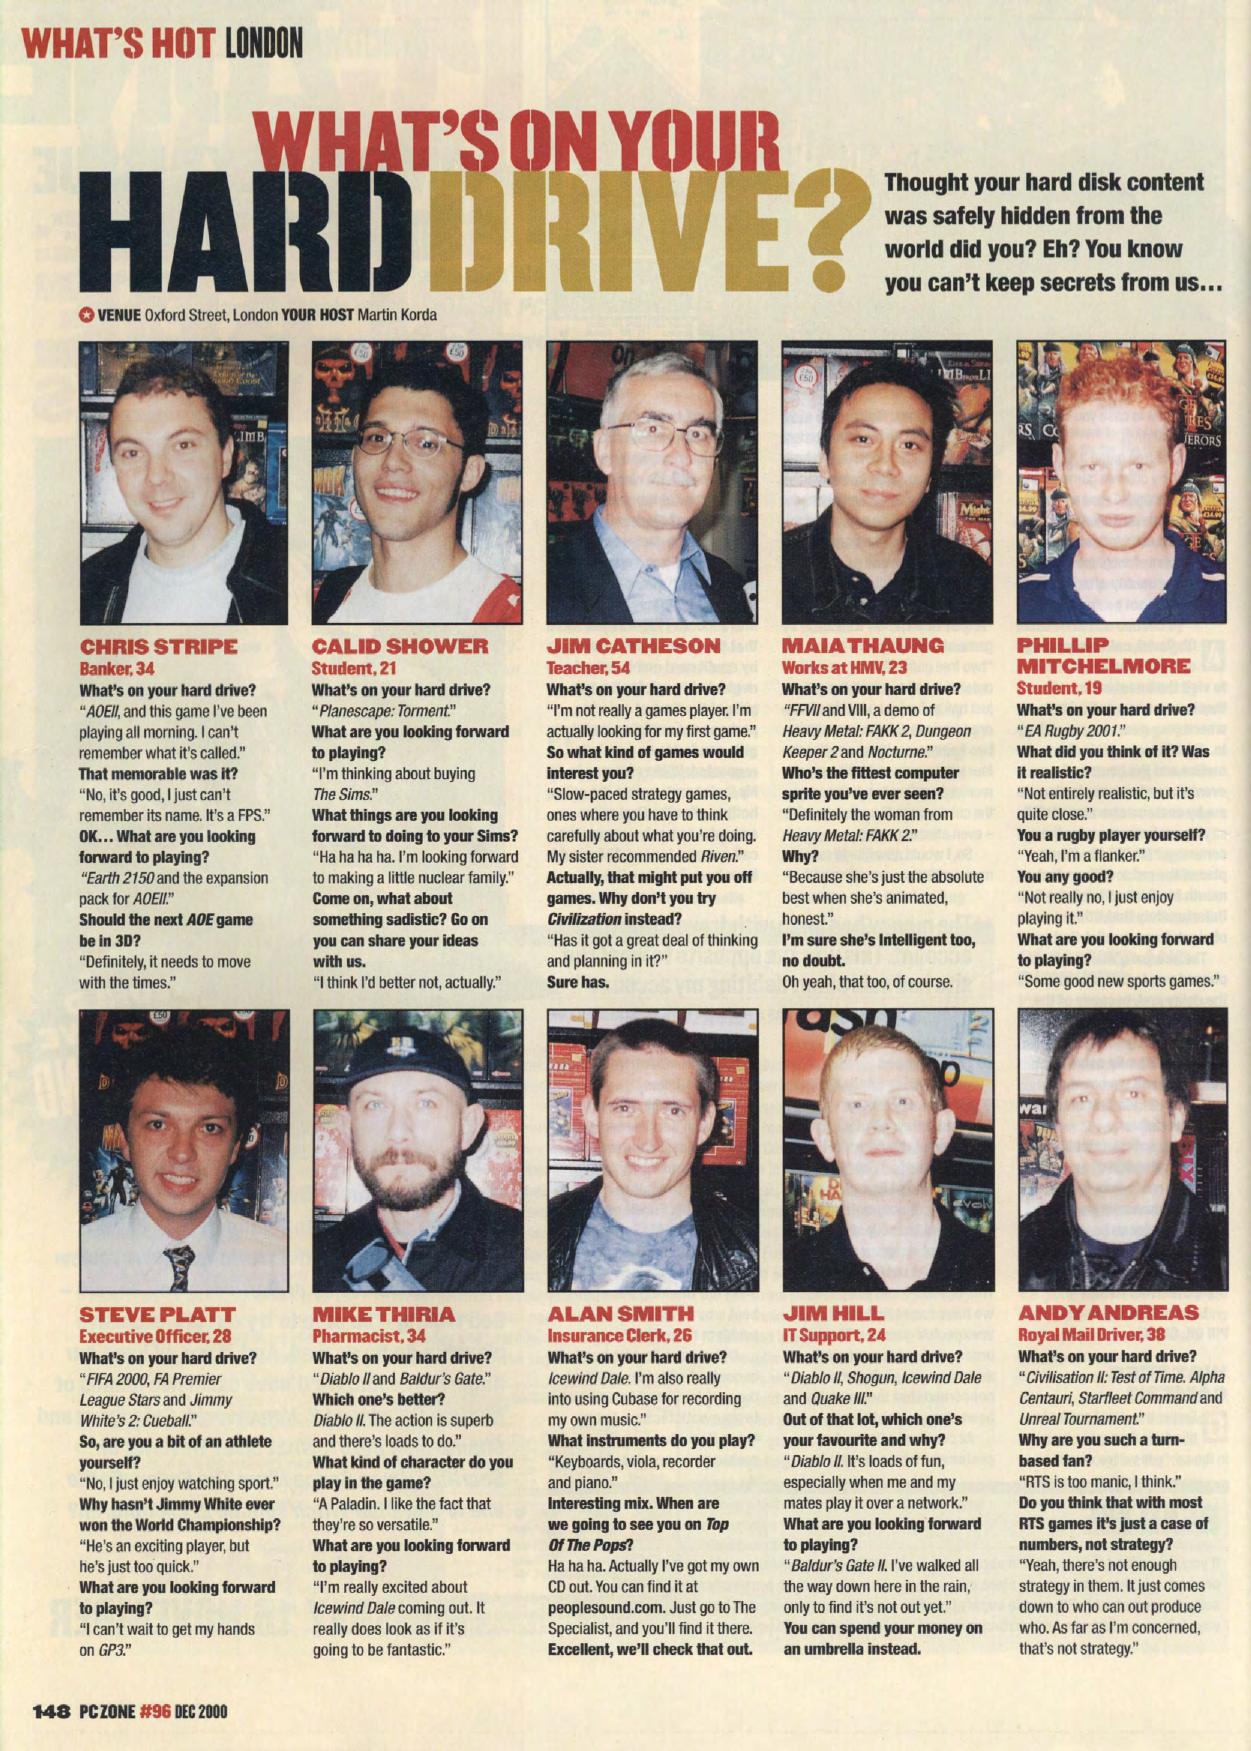 WHAT'S HOT LONDON
WHAT'S ON YOUR
HARD DRIVE?
Thought your hard disk content
was safely hidden from the
world did you? Eh? You know
you can't keep secrets from us...
VENUE Oxford Street, London YOUR HOST Martin Korda
CHRIS STRIPE
Banker, 34
What's on your hard drive?
"AOEII, and this game I've been
playing all morning. I can't
remember what it's called."
That memorable was it?
"No, it's good, I just can't
remember its name. It's a FPS."
OK... What are you looking
forward to playing?
"Earth 2150 and the expansion
pack for AOEII."
Should the next AOE game
be in 3D?
"Definitely, it needs to move
with the times."
CALID SHOWER
Student, 21
What's on your hard drive?
"Planescape: Torment."
What are you looking forward
to playing?
"I'm thinking about buying
The Sims."
What things are you looking
forward to doing to your Sims?
"Ha ha ha ha. I'm looking forward
to making a little nuclear family."
Come on, what about
something sadistic? Go on
you can share your ideas
with us.
"I think I'd better not, actually."
JIM CATHESON
Teacher, 54
What's on your hard drive?
"I'm not really a games player. I'm
actually looking for my first game."
So what kind of games would
interest you?
"Slow-paced strategy games,
ones where you have to think
carefully about what you're doing.
My sister recommended Riven."
Actually, that might put you off
games. Why don't you try
Civilization instead?
"Has it got a great deal of thinking
and planning in it?"
Sure has.
MAIA THAUNG
Works at HMV, 23
What's on your hard drive?
"FFVII and VIII, a demo of
Heavy Metal: FAKK 2, Dungeon
Keeper 2 and Nocturne."
Who's the fittest computer
sprite you've ever seen?
"Definitely the woman from
Heavy Metal: FAKK 2."
Why?
"Because she's just the absolute
best when she's animated,
honest."
I'm sure she's Intelligent too,
no doubt.
Oh yeah, that too, of course.
PHILLIP
MITCHELMORE
Student, 19
What's on your hard drive?
"EA Rugby 2001."
What did you think of it? Was
it realistic?
"Not entirely realistic, but it's
quite close."
You a rugby player yourself?
"Yeah, I'm a flanker."
You any good?
"Not really no, I just enjoy
playing it."
What are you looking forward
to playing?
"Some good new sports games."
STEVE PLATT
Executive Officer, 28
What's on your hard drive?
"FIFA 2000, FA Premier
League Stars and Jimmy
White's 2: Cueball."
So, are you a bit of an athlete
yourself?
"No, I just enjoy watching sport."
Why hasn't Jimmy White ever
won the World Championship?
"He's an exciting player, but
he's just too quick."
What are you looking forward
to playing?
"I can't wait to get my hands
on GP3."
MIKE THIRIA
Pharmacist, 34
What's on your hard drive?
"Diablo II and Baldur's Gate."
Which one's better?
Diablo II. The action is superb
and there's loads to do."
What kind of character do you
play in the game?
"A Paladin. I like the fact that
they're so versatile."
What are you looking forward
to playing?
"I'm really excited about
Icewind Dale coming out. It
really does look as if it's
going to be fantastic."
ALAN SMITH
Insurance Clerk, 26
What's on your hard drive?
Icewind Dale. I'm also really
into using Cubase for recording
my own music."
What instruments do you play?
"Keyboards, viola, recorder
and piano."
Interesting mix. When are
we going to see you on Top
Of The Pops?
Ha ha ha. Actually I've got my own
CD out. You can find it at
peoplesound.com. Just go to The
Specialist, and you'll find it there.
Excellent, we'll check that out.
JIM HILL
IT Support, 24
What's on your hard drive?
"Diablo II, Shogun, Icewind Dale
and Quake III."
Out of that lot, which one's
your favourite and why?
"Diablo II. It's loads of fun,
especially when me and my
mates play it over a network."
What are you looking forward
to playing?
"Baldur's Gate II. I've walked all
the way down here in the rain,
only to find it's not out yet."
You can spend your money on
an umbrella instead.
ANDY ANDREAS
Royal Mail Driver, 38
What's on your hard drive?
"Civilisation II: Test of Time. Alpha
Centauri, Starfleet Command and
Unreal Tournament."
Why are you such a turn-
based fan?
"RTS is too manic, I think."
Do you think that with most
RTS games it's just a case of
numbers, not strategy?
"Yeah, there's not enough
strategy in them. It just comes
down to who can out produce
who. As far as I'm concerned,
that's not strategy."
148 PC ZONE #96 DEC 2000